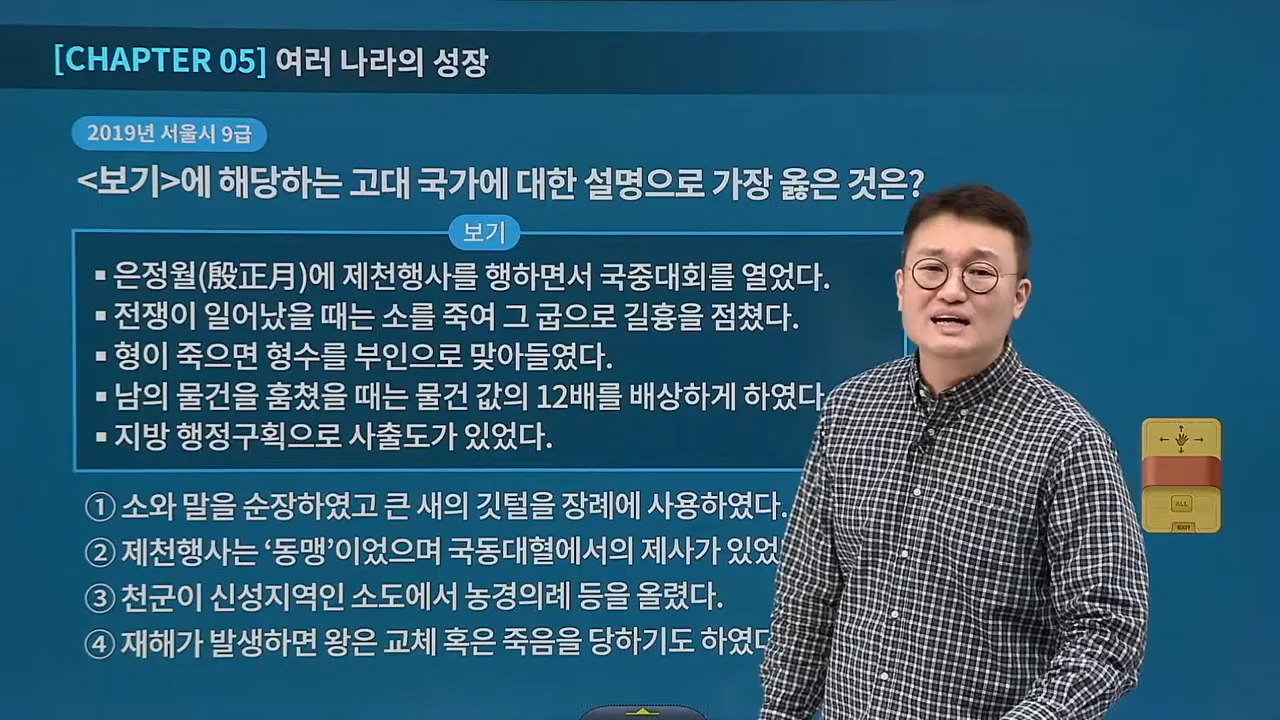 [CHAPTER 05] 여러 나라의 성장
2019년 서울시 9급
<보기>에 해당하는 고대 국가에 대한 설명으로 가장 옳은 것은?
보기
▪ 은정월(殷正月)에 제천행사를 행하면서 국중대회를 열었다.
▪ 전쟁이 일어났을 때는 소를 죽여 그 굽으로 길흉을 점쳤다.
▪ 형이 죽으면 형수를 부인으로 맞아들였다.
▪ 남의 물건을 훔쳤을 때는 물건 값의 12배를 배상하게 하였다
▪ 지방 행정구획으로 사출도가 있었다.
① 소와 말을 순장하였고 큰 새의 깃털을 장례에 사용하였다.
② 제천행사는 ‘동맹’이었으며 국동대혈에서의 제사가
③ 천군이 신성지역인 소도에서 농경의례 등을 올렸다.
④ 재해가 발생하면 왕은 교체 혹은 죽음을 당하기도
ALL
EXIT